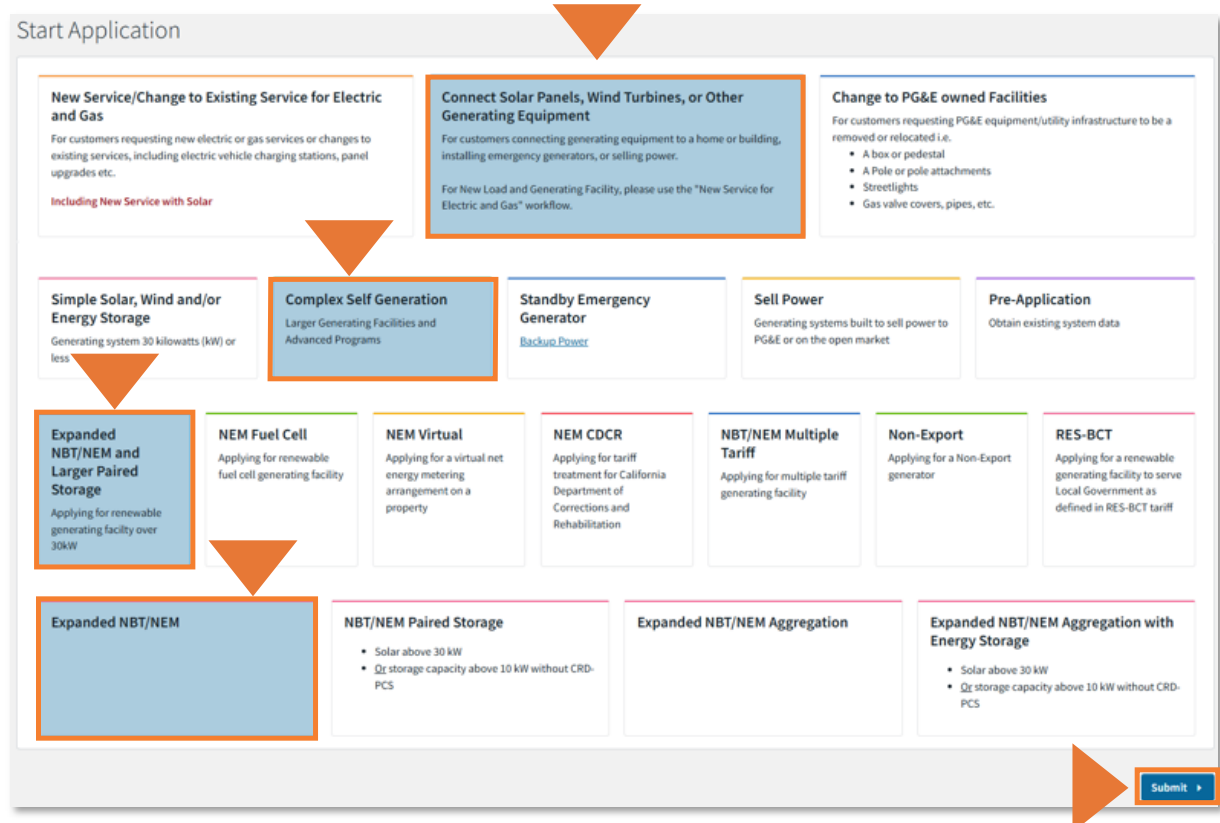 Start Application
New Service/Change to Existing Service for Electric
and Gas
For customers requesting new electric or gas services or changes to
existing services, including electric vehicle charging stations, panel
upgrades etc.
Including New Service with Solar
Connect Solar Panels, Wind Turbines, or Other
Generating Equipment
For customers connecting generating equipment to a home or building,
installing emergency generators, or selling power.
For New Load and Generating Facility, please use the "New Service for
Electric and Gas" workflow.
Change to PG&E owned Facilities
For customers requesting PG&E equipment/utility infrastructure to be a
removed or relocated i.e.
• A box or pedestal
• A Pole or pole attachments
• Streetlights
• Gas valve covers, pipes, etc.
Simple Solar, Wind and/or
Energy Storage
Generating system 30 kilowatts (kW) or
less
Complex Self Generation
Larger Generating Facilities and
Advanced Programs
Standby Emergency
Generator
Backup Power
Sell Power
Generating systems built to sell power to
PG&E or on the open market
Pre-Application
Obtain existing system data
Expanded
NBT/NEM and
Larger Paired
Storage
Applying for renewable
generating facilty over
30kW
NEM Fuel Cell
Applying for renewable
fuel cell generating facility
NEM Virtual
Applying for a virtual net
energy metering
arrangement on a
property
NEM CDCR
Applying for tariff
treatment for California
Department of
Corrections and
Rehabilitation
NBT/NEM Multiple
Tariff
Applying for multiple tariff
generating facility
Non-Export
Applying for a Non-Export
generator
RES-BCT
Applying for a renewable
generating facility to serve
Local Government as
defined in RES-BCT tariff
Expanded NBT/NEM
NBT/NEM Paired Storage
• Solar above 30 kW
• Or storage capacity above 10 kW without CRD-
PCS
Expanded NBT/NEM Aggregation
Expanded NBT/NEM Aggregation with
Energy Storage
• Solar above 30 kW
• Or storage capacity above 10 kW without CRD-
PCS
Submit